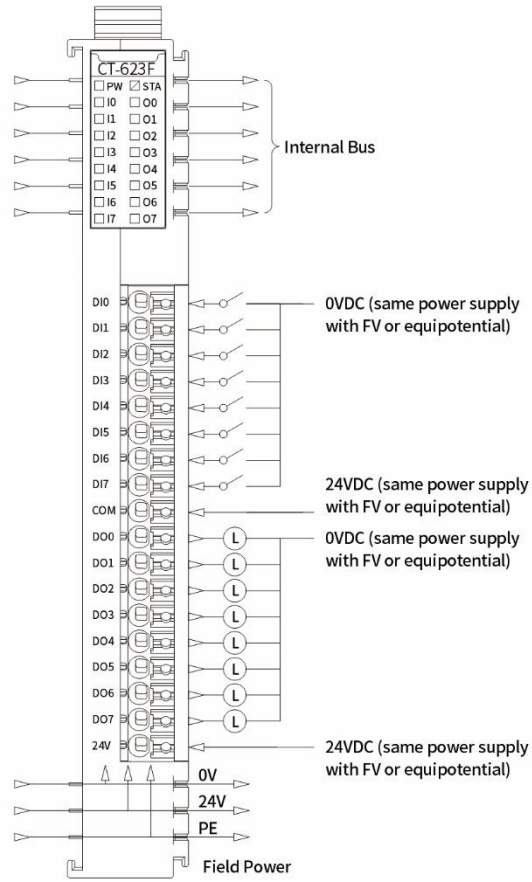 CT-623F
PW STA
I0 O0
I1 O1
I2 O2
I3 O3
I4 O4
I5 O5
I6 O6
I7 O7
Internal Bus
DI0
DI1
DI2
DI3
DI4
DI5
DI6
DI7
COM
DO0
DO1
DO2
DO3
DO4
DO5
DO6
DO7
24V
0VDC (same power supply
with FV or equipotential)
24VDC (same power supply
with FV or equipotential)
0VDC (same power supply
with FV or equipotential)
L
L
L
L
L
L
L
L
24VDC (same power supply
with FV or equipotential)
0V
24V
PE
Field Power